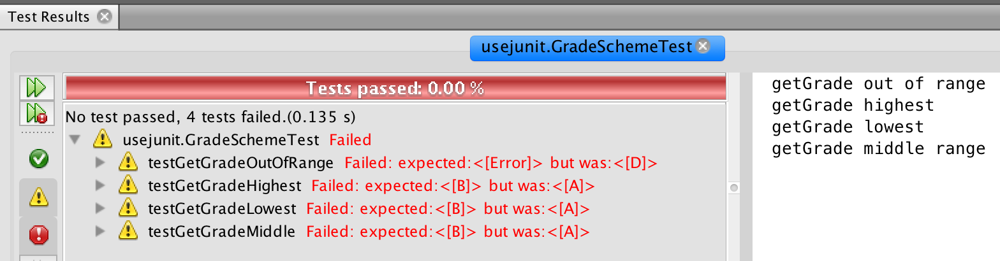 Test Results
usejunit.GradeSchemeTest
Tests passed: 0.00 %
No test passed, 4 tests failed.(0.135 s)
usejunit.GradeSchemeTest Failed
testGetGradeOutOfRange Failed: expected:<[Error]> but was:<[D]>
testGetGradeHighest Failed: expected:<[B]> but was:<[A]>
testGetGradeLowest Failed: expected:<[B]> but was:<[A]>
testGetGradeMiddle Failed: expected:<[B]> but was:<[A]>
getGrade out of range
getGrade highest
getGrade lowest
getGrade middle range